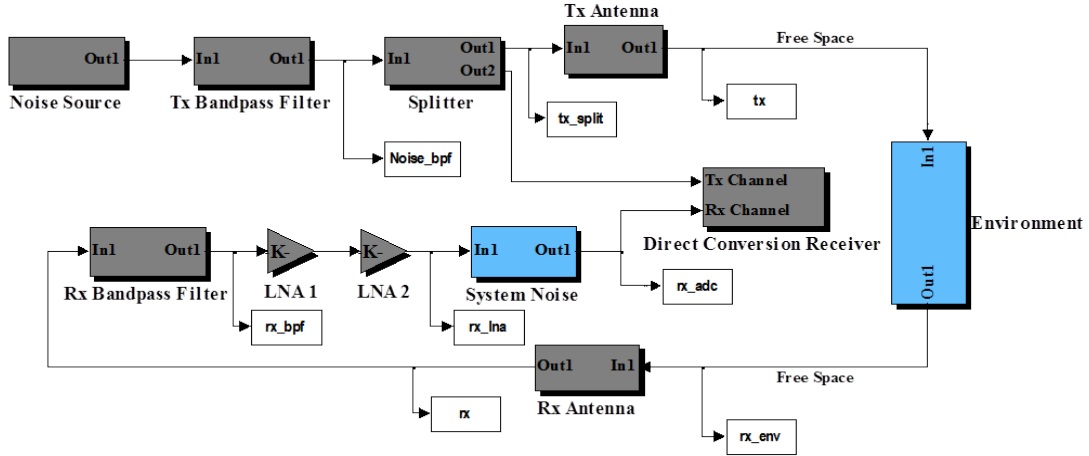 Tx Antenna
Out1
In1
Out1
In1
Out1
Out2
In1
Out1
Free Space
Noise Source
Tx Bandpass Filter
Splitter
tx_split
tx
Noise_bpf
In1
Out1
Environment
Tx Channel
Rx Channel
Direct Conversion Receiver
In1
Out1
K-
K-
In1
Out1
Rx Bandpass Filter
LNA 1
LNA 2
System Noise
rx_adc
rx_bpf
rx_lna
Out1
In1
Free Space
Rx Antenna
rx
rx_env